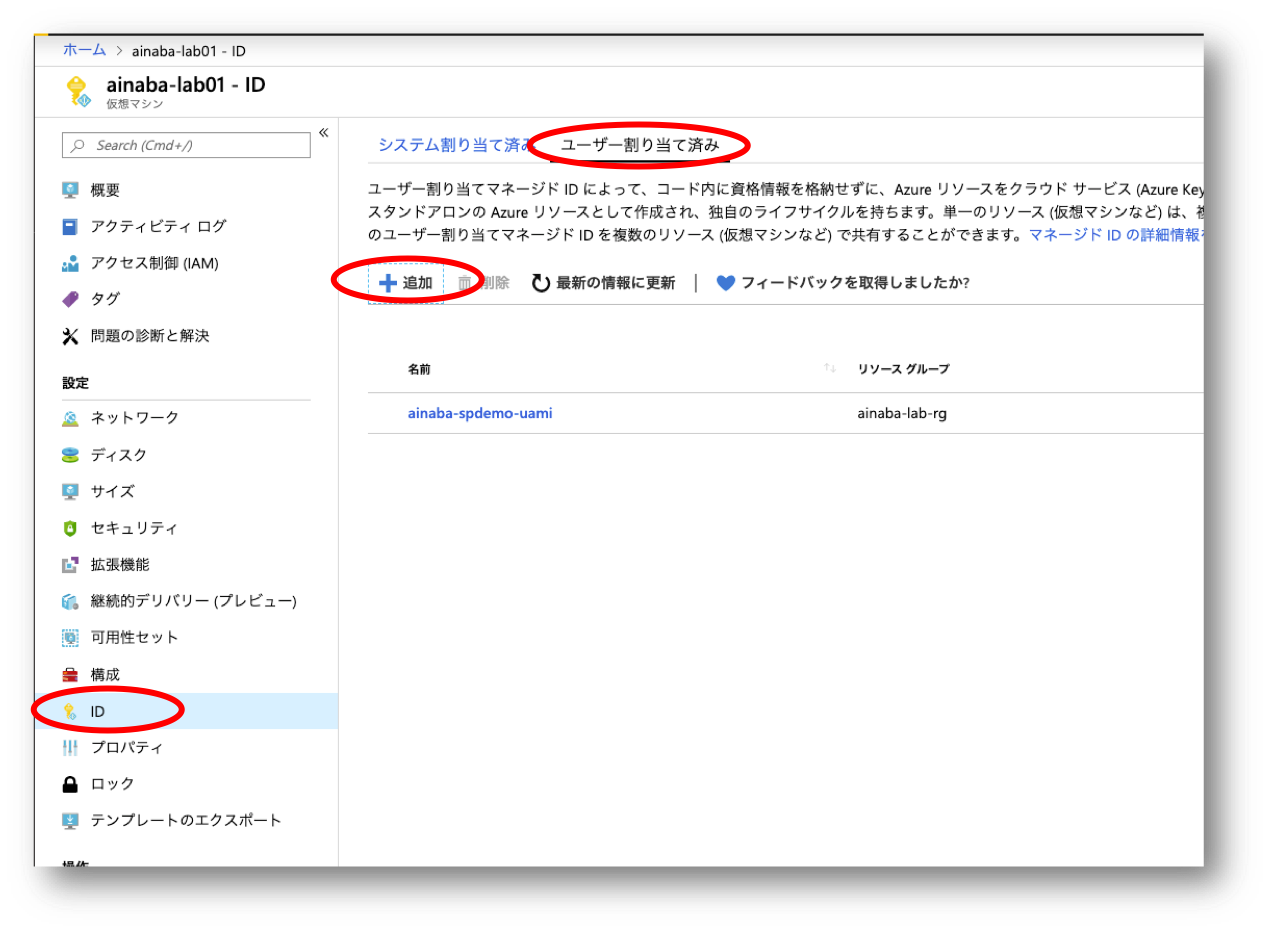 ホーム > ainaba-lab01 - ID
ainaba-lab01 - ID
仮想マシン
Search (Cmd+/)
«
概要
アクティビティ ログ
アクセス制御 (IAM)
タグ
問題の診断と解決
設定
ネットワーク
ディスク
サイズ
セキュリティ
拡張機能
継続的デリバリー (プレビュー)
可用性セット
構成
ID
プロパティ
ロック
テンプレートのエクスポート
操作
システム割り当て済み ユーザー割り当て済み
ユーザー割り当てマネージド ID によって、コード内に資格情報を格納せずに、Azure リソースをクラウド サービス (Azure Key
スタンドアロンの Azure リソースとして作成され、独自のライフサイクルを持ちます。単一のリソース (仮想マシンなど) は、複
のユーザー割り当てマネージド ID を複数のリソース (仮想マシンなど) で共有することができます。マネージド ID の詳細情報
追加 削除 最新の情報に更新 | フィードバックを取得しましたか?
名前 リソース グループ
ainaba-spdemo-uami ainaba-lab-rg